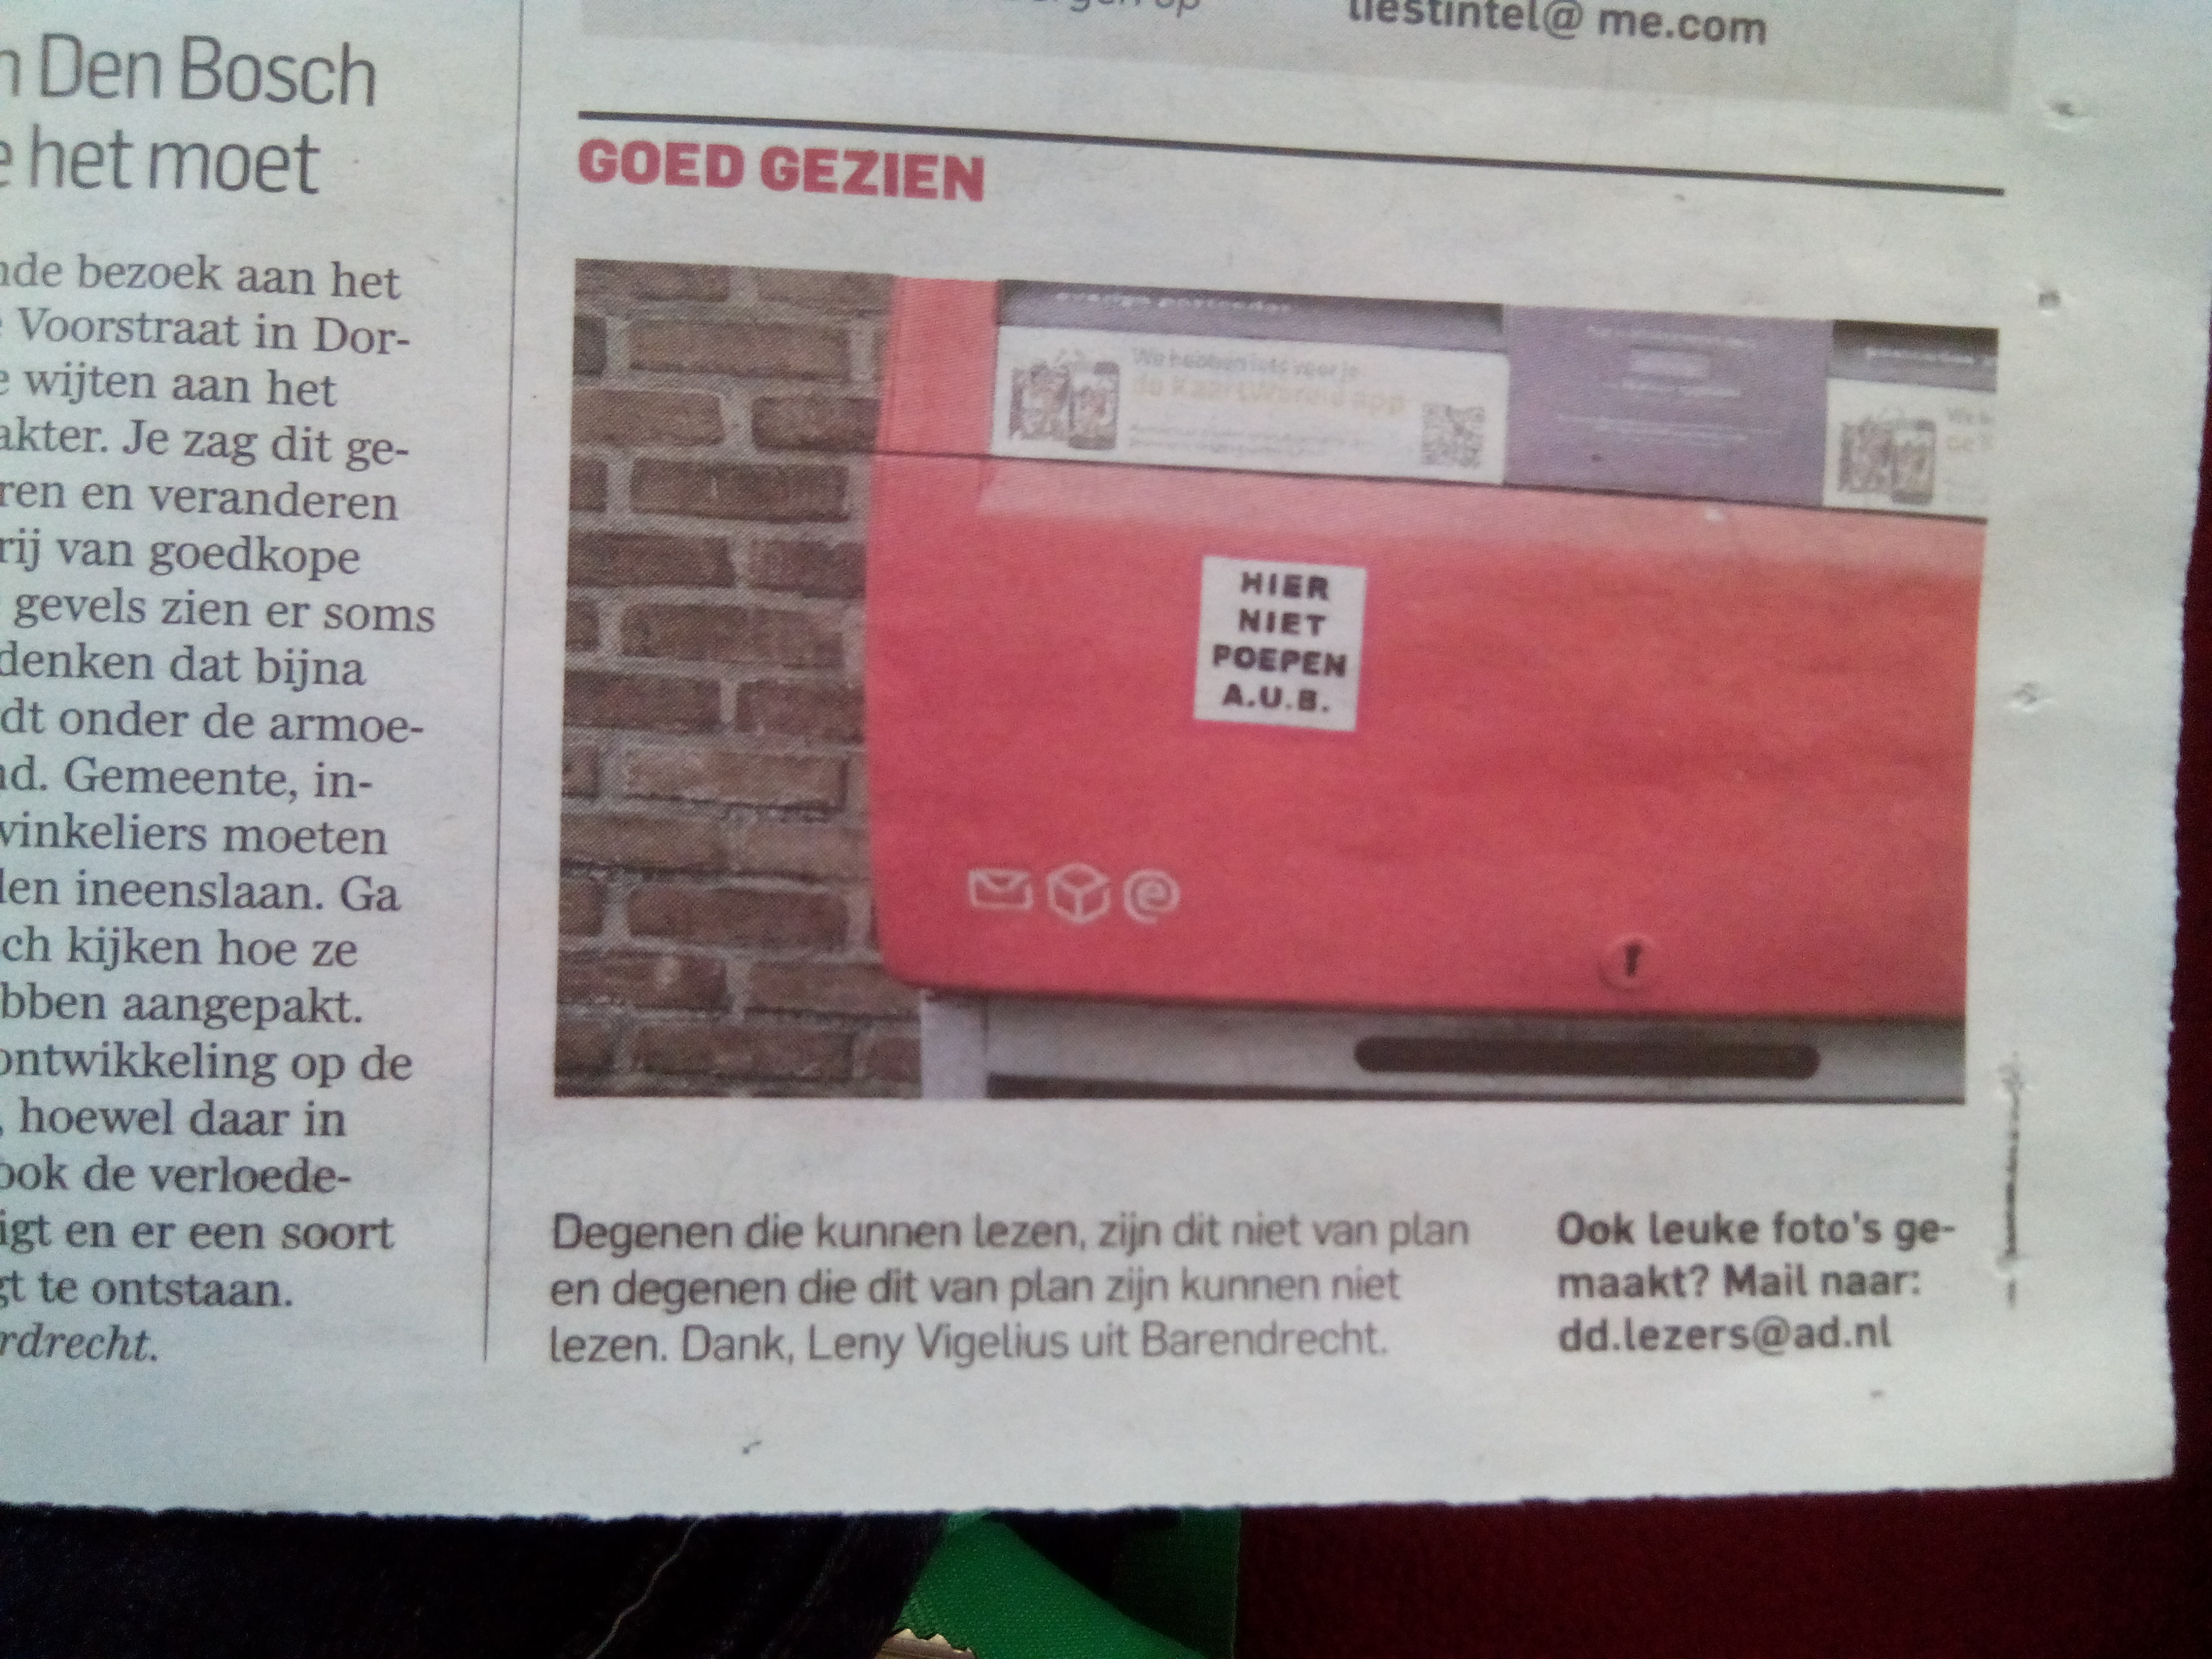 Den Bosch
het moet
bezoek aan het
Voorstraat in Dor-
wijten aan het
akter. Je zag dit ge-
ren en veranderen
rij van goedkope
gevels zien er soms
denken dat bijna
dt onder de armoe-
d. Gemeente, in-
winkeliers moeten
len ineenslaan. Ga
ch kijken hoe ze
bben aangepakt.
ontwikkeling op de
, hoewel daar in
ook de verloede-
igt en er een soort
gt te ontstaan.
rdrecht.
op
liestintel@ me.com
GOED GEZIEN
overige postcodes
We hebben iets voor je
de KaartWereld app
HIER
NIET
POEPEN
A.U.B.
Degenen die kunnen lezen, zijn dit niet van plan
en degenen die dit van plan zijn kunnen niet
lezen. Dank, Leny Vigelius uit Barendrecht.
Ook leuke foto's ge-
maakt? Mail naar:
dd.lezers@ad.nl